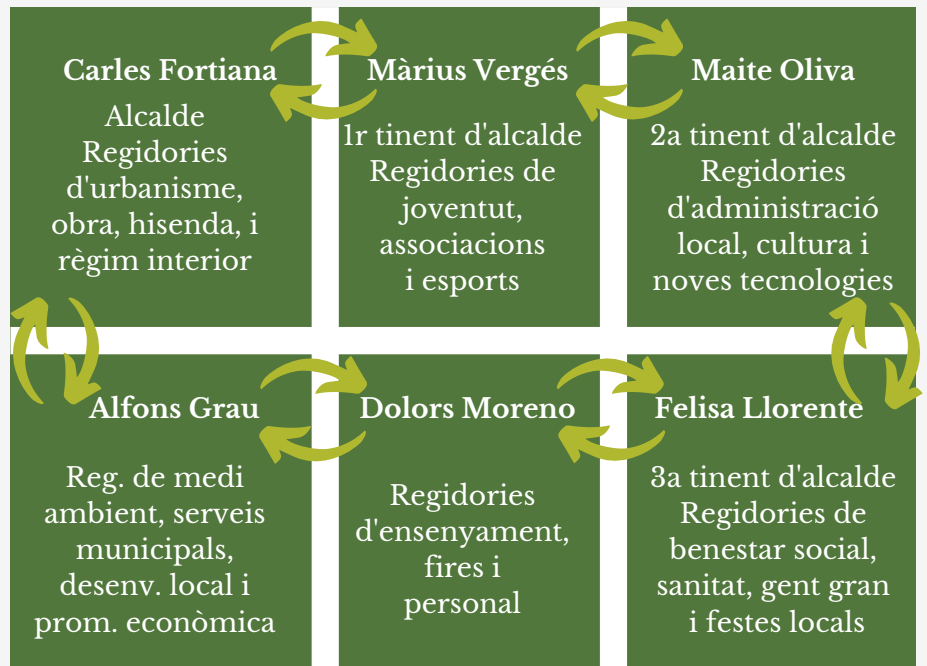 Carles Fortiana
Alcalde
Regidories
d'urbanisme,
obra, hisenda, i
règim interior
Màrius Vergés
1r tinent d'alcalde
Regidories de
joventut,
associacions
i esports
Maite Oliva
2a tinent d'alcalde
Regidories
d'administració
local, cultura i
noves tecnologies
Alfons Grau
Reg. de medi
ambient, serveis
municipals,
desenv. local i
prom. econòmica
Dolors Moreno
Regidories
d'ensenyament,
fires i
personal
Felisa Llorente
3a tinent d'alcalde
Regidories de
benestar social,
sanitat, gent gran
i festes locals